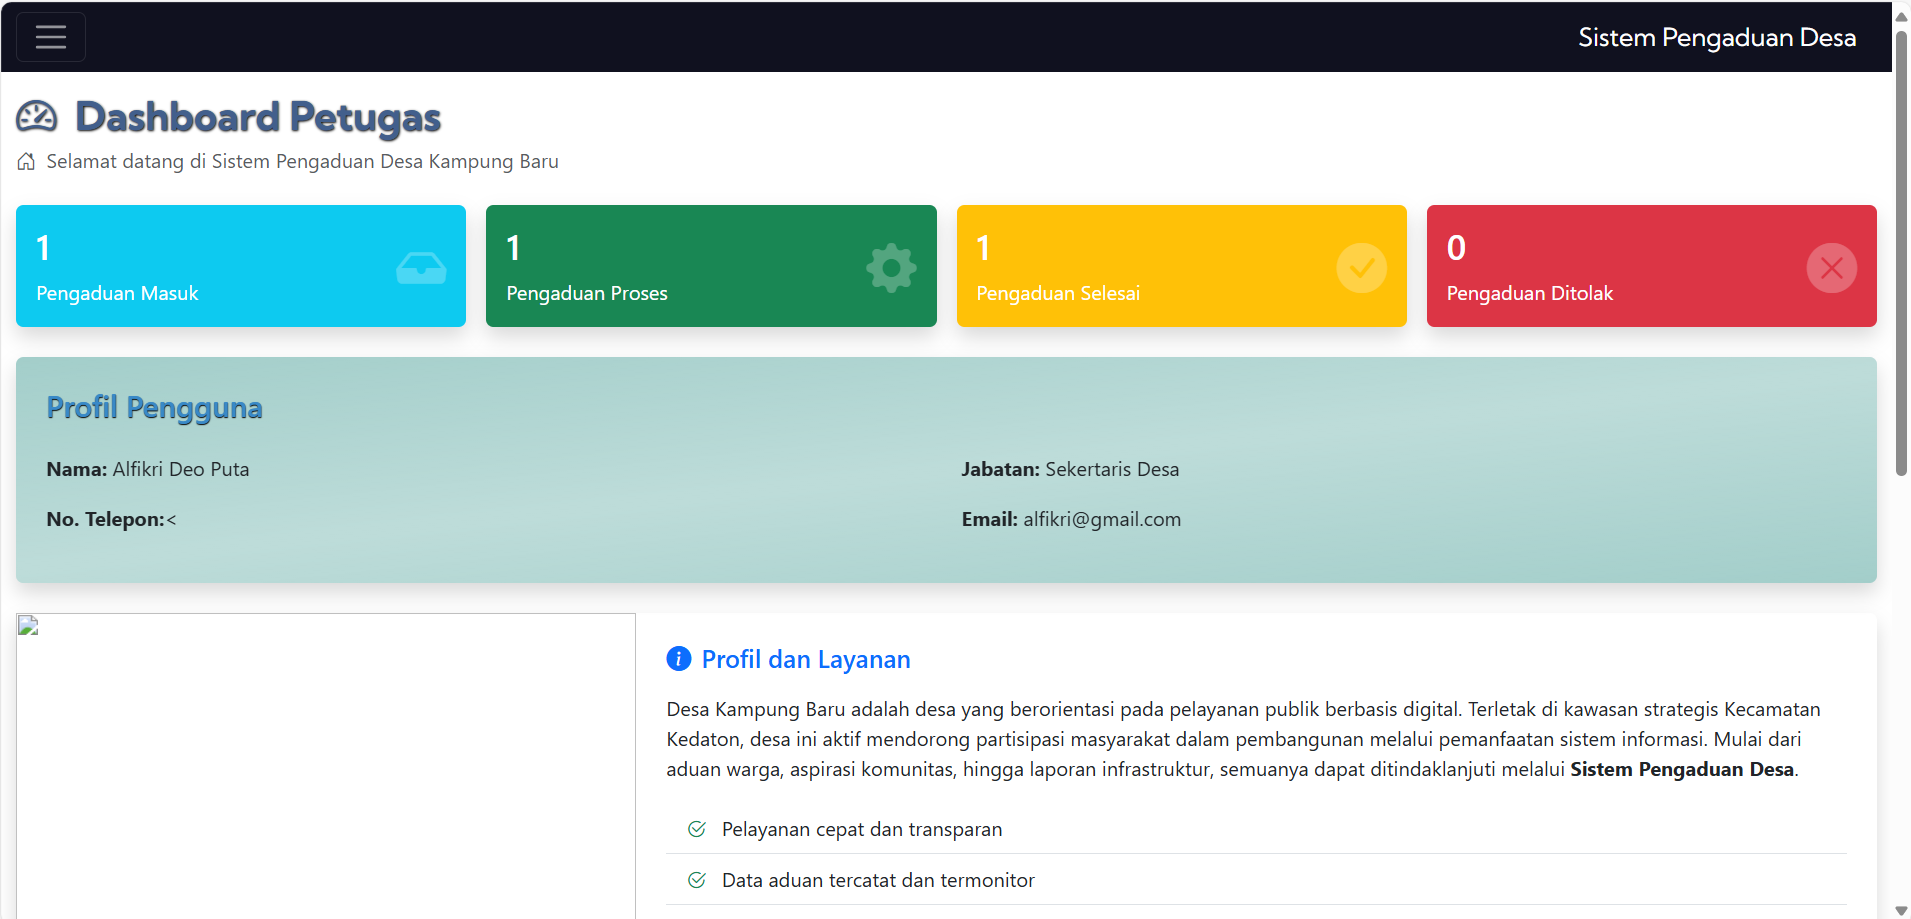 Sistem Pengaduan Desa
Dashboard Petugas
Selamat datang di Sistem Pengaduan Desa Kampung Baru
1
Pengaduan Masuk
1
Pengaduan Proses
1
Pengaduan Selesai
0
Pengaduan Ditolak
Profil Pengguna
Nama: Alfikri Deo Puta
Jabatan: Sekertaris Desa
No. Telepon:<
Email: alfikri@gmail.com
Profil dan Layanan
Desa Kampung Baru adalah desa yang berorientasi pada pelayanan publik berbasis digital. Terletak di kawasan strategis Kecamatan
Kedaton, desa ini aktif mendorong partisipasi masyarakat dalam pembangunan melalui pemanfaatan sistem informasi. Mulai dari
aduan warga, aspirasi komunitas, hingga laporan infrastruktur, semuanya dapat ditindaklanjuti melalui Sistem Pengaduan Desa.
Pelayanan cepat dan transparan
Data aduan tercatat dan termonitor